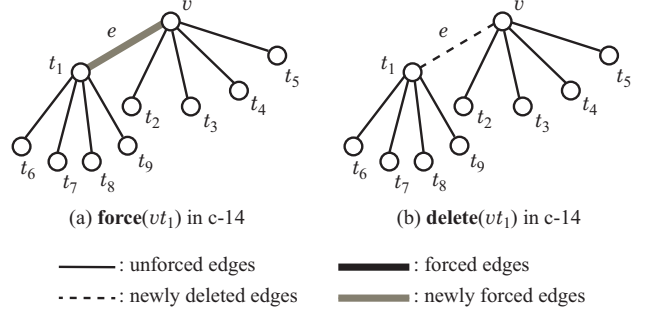 e v
t1 t5
t2 t3 t4
t6 t7 t8 t9
(a) force(vt1) in c-14
e v
t1 t5
t2 t3 t4
t6 t7 t8 t9
(b) delete(vt1) in c-14
: unforced edges
: forced edges
: newly deleted edges
: newly forced edges